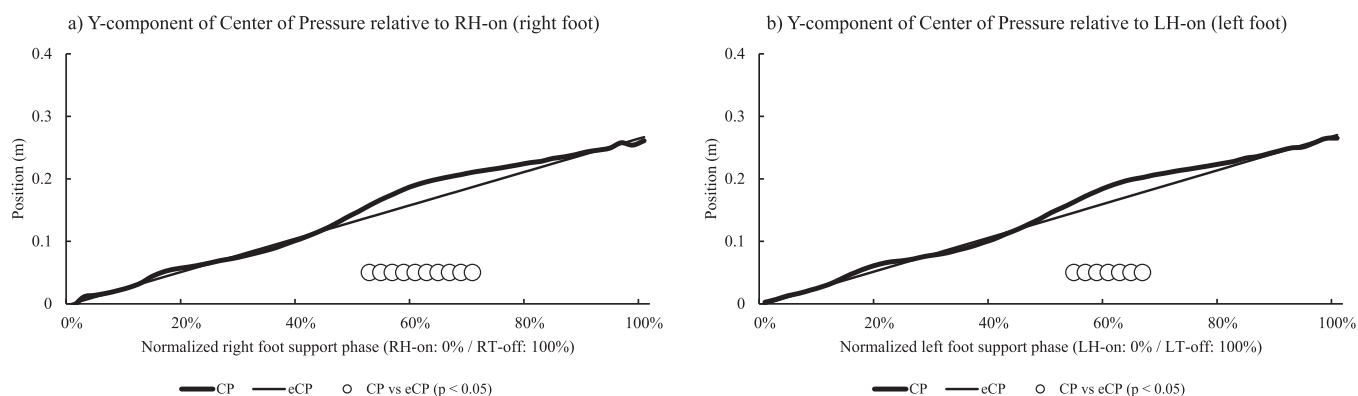 a) Y-component of Center of Pressure relative to RH-on (right foot)
0.4
0.3
0.2
0.1
0
Position (m)
0%
20%
40%
60%
80%
100%
Normalized right foot support phase (RH-on: 0% / RT-off: 100%)
CP
eCP
CP vs eCP (p < 0.05)
b) Y-component of Center of Pressure relative to LH-on (left foot)
0.4
0.3
0.2
0.1
0
Position (m)
0%
20%
40%
60%
80%
100%
Normalized left foot support phase (LH-on: 0% / LT-off: 100%)
CP
eCP
CP vs eCP (p < 0.05)